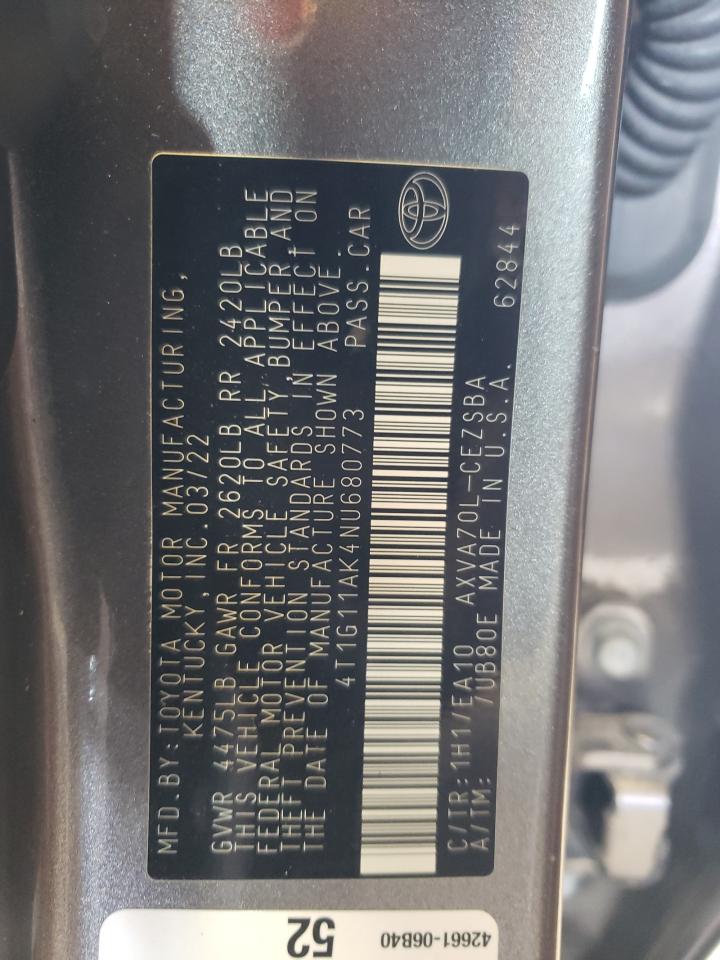 MFD.BY:TOYOTA MOTOR MANUFACTURING,
KENTUCKY, INC. 03/22
GVWR 4475LB GAWR FR 2620LB RR 2420LB
THIS VEHICLE CONFORMS TO ALL APPLICABLE
FEDERAL MOTOR VEHICLE SAFETY, BUMPER, AND
THEFT PREVENTION STANDARDS IN EFFECT ON
THE DATE OF MANUFACTURE SHOWN ABOVE.
4T1G11AK4NU680773 PASS.CAR
C/TR: 1H1/EA10 AXVA70L-CEZSBA
A/TM: /UB80E MADE IN U.S.A. 62844
52
42661-06B40